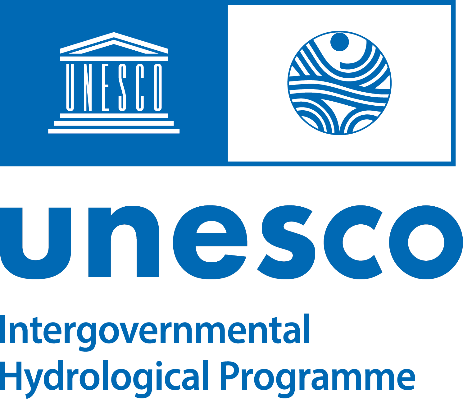 UNESCO
unesco
Intergovernmental
Hydrological Programme